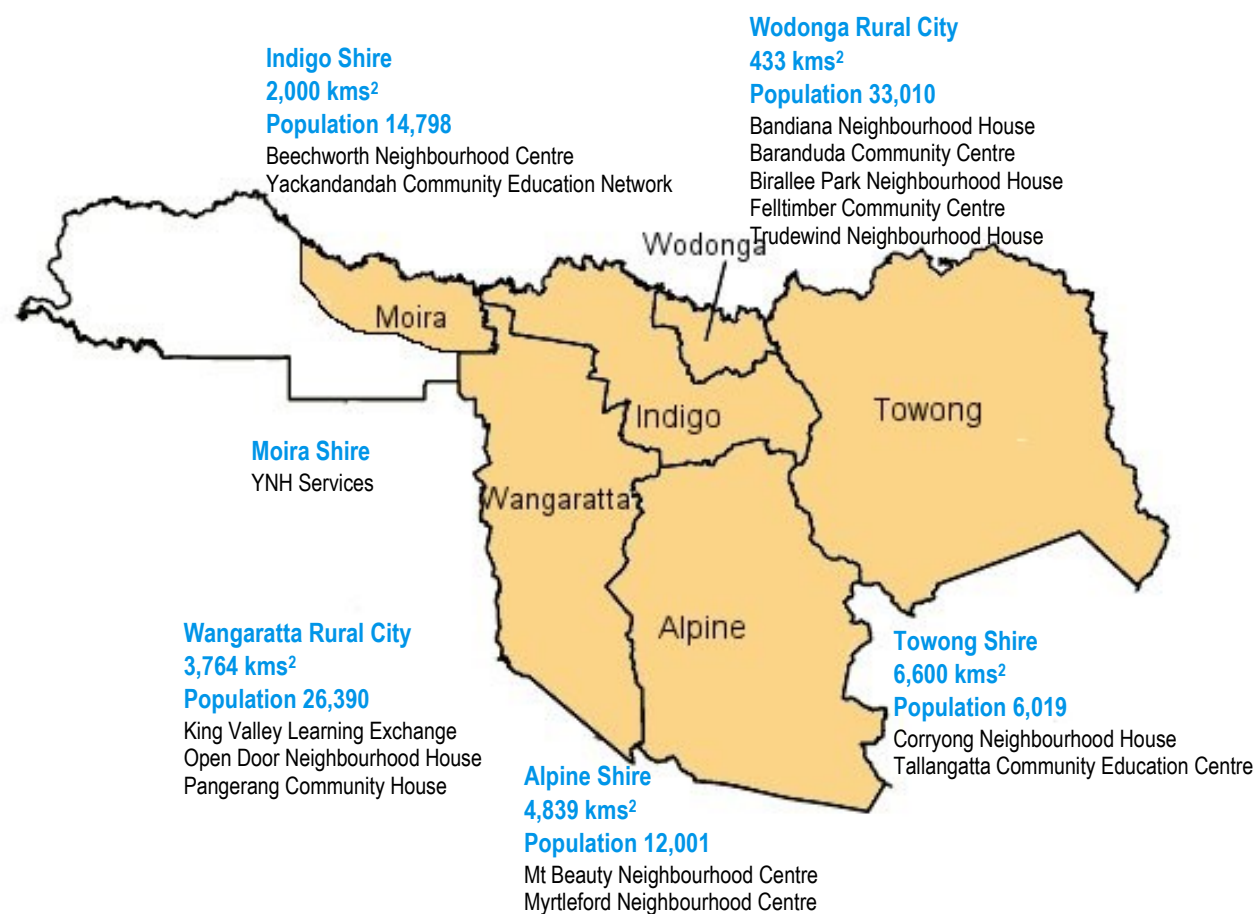 Indigo Shire
2,000 kms²
Population 14,798
Beechworth Neighbourhood Centre
Yackandandah Community Education Network
Wodonga Rural City
433 kms²
Population 33,010
Bandiana Neighbourhood House
Baranduda Community Centre
Birallee Park Neighbourhood House
Felltimber Community Centre
Trudewind Neighbourhood House
Wodonga
Moira
Indigo
Towong
Wangaratta
Alpine
Moira Shire
YNH Services
Wangaratta Rural City
3,764 kms²
Population 26,390
King Valley Learning Exchange
Open Door Neighbourhood House
Pangerang Community House
Alpine Shire
4,839 kms²
Population 12,001
Mt Beauty Neighbourhood Centre
Myrtleford Neighbourhood Centre
Towong Shire
6,600 kms²
Population 6,019
Corryong Neighbourhood House
Tallangatta Community Education Centre